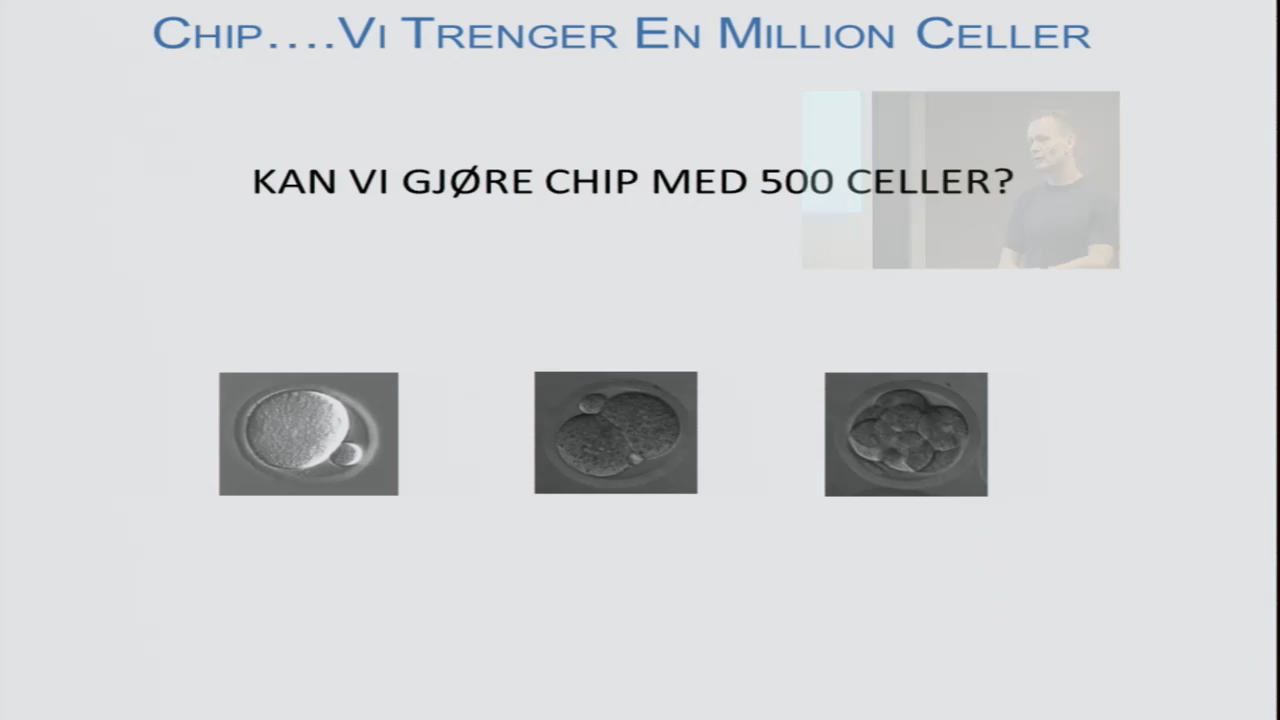 CHIP....VI TRENGER EN MILLION CELLER
KAN VI GJØRE CHIP MED 500 CELLER?